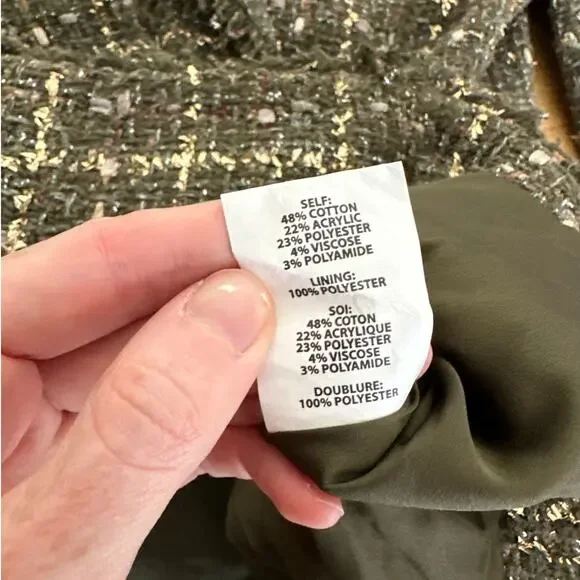 SELF:
48% COTTON
22% ACRYLIC
23% POLYESTER
4% VISCOSE
3% POLYAMIDE
LINING:
100% POLYESTER
SOI:
48% COTON
22% ACRYLIQUE
23% POLYESTER
4% VISCOSE
3% POLYAMIDE
DOUBLURE:
100% POLYESTER